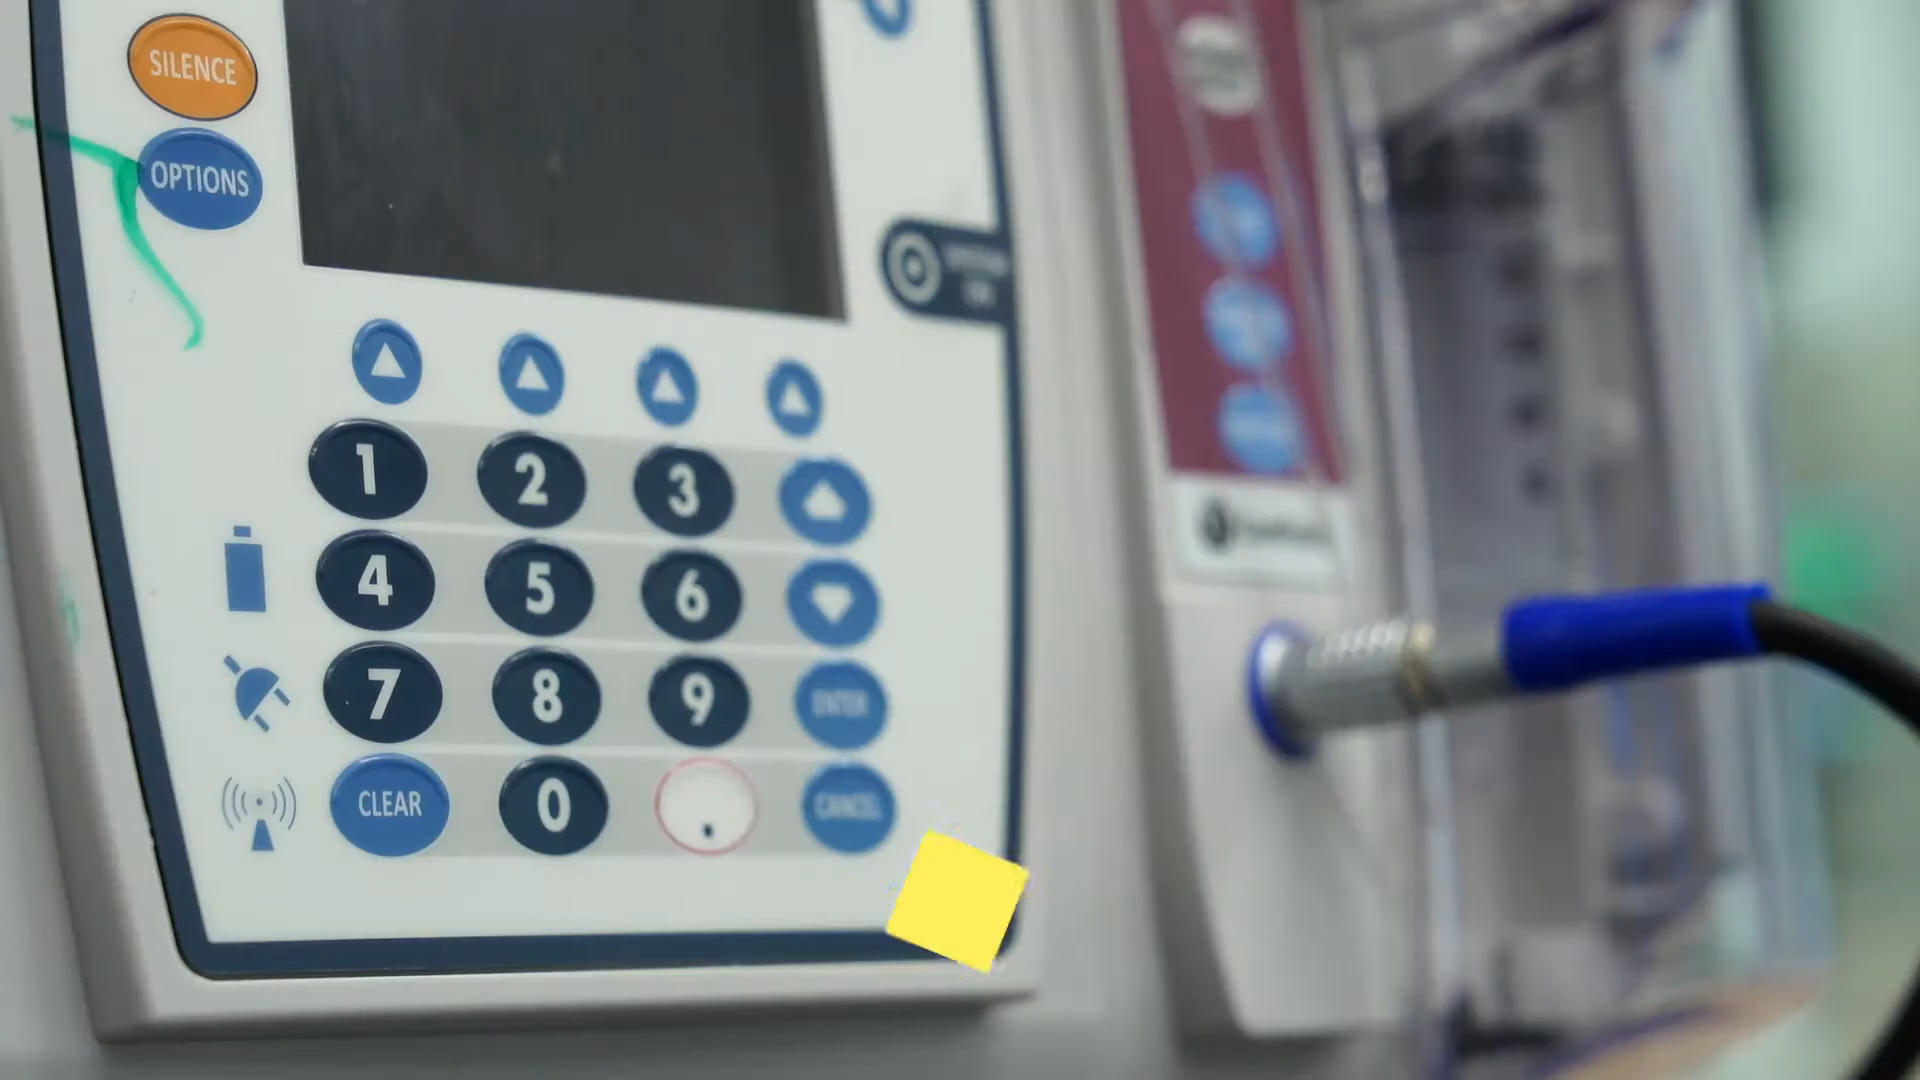 SILENCE
OPTIONS
1 2 3
4 5 6
7 8 9 ENTER
CLEAR 0 . CANCEL